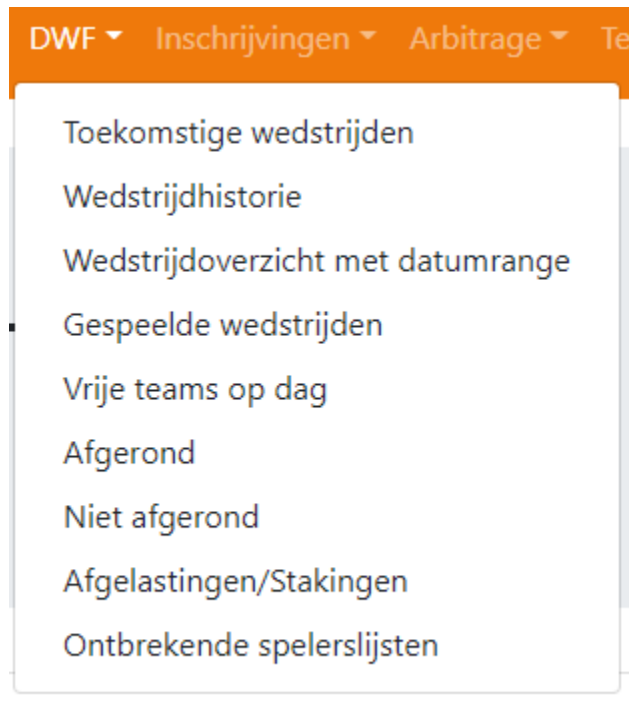 DWF Inschrijvingen Arbitrage Te
Toekomstige wedstrijden
Wedstrijdhistorie
Wedstrijdoverzicht met datumrange
Gespeelde wedstrijden
Vrije teams op dag
Afgerond
Niet afgerond
Afgelastingen/Stakingen
Ontbrekende spelerslijsten